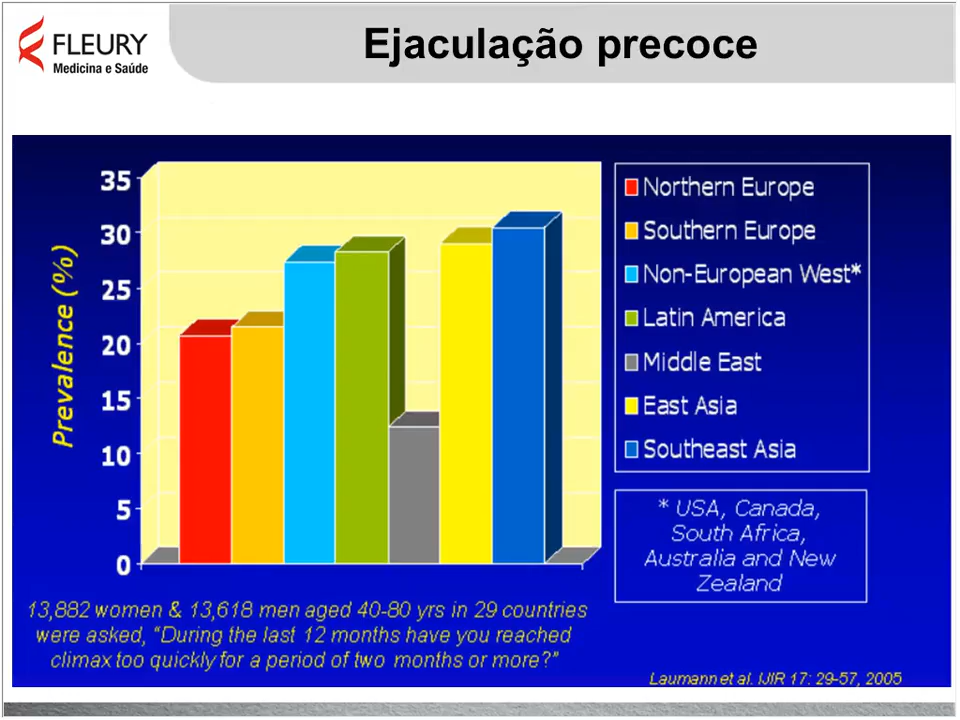 FLEURY
Medicina e Saúde
Ejaculação precoce
Prevalence (%)
35
30
25
20
15
10
5
0
Northern Europe
Southern Europe
Non-European West*
Latin America
Middle East
East Asia
Southeast Asia
* USA, Canada,
South Africa,
Australia and New
Zealand
13,882 women & 13,618 men aged 40-80 yrs in 29 countries
were asked, "During the last 12 months have you reached
climax too quickly for a period of two months or more?"
Laumann et al. IJIR 17: 29-57, 2005